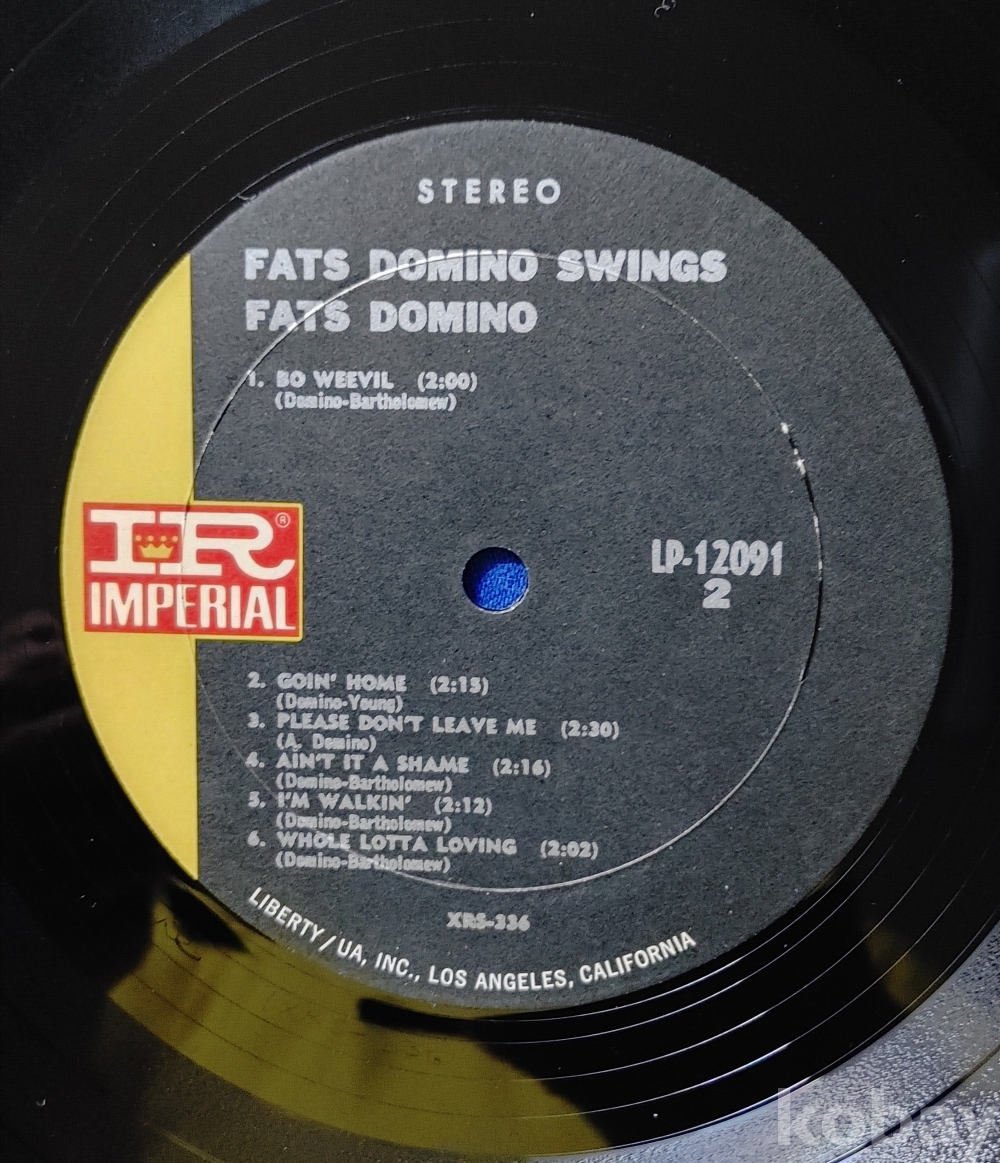 STEREO
FATS DOMINO SWINGS
FATS DOMINO
1. BO WEEVIL (2:00)
(Domino-Bartholomew)
IR ®
IMPERIAL
LP-12091
2
2. GOIN' HOME (2:15)
(Domino-Young)
3. PLEASE DON'T LEAVE ME (2:30)
(A. Domino)
4. AIN'T IT A SHAME (2:16)
(Domino-Bartholomew)
5. I'M WALKIN' (2:12)
(Domino-Bartholomew)
6. WHOLE LOTTA LOVING (2:02)
(Domino-Bartholomew)
XRS-336
LIBERTY/UA, INC., LOS ANGELES, CALIFORNIA
kobay